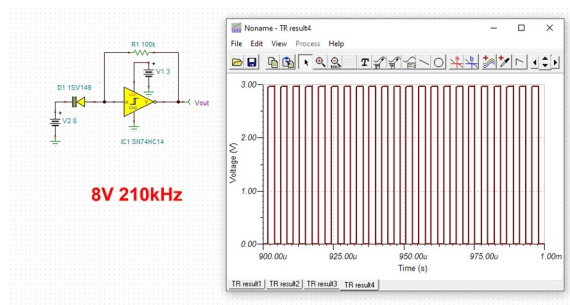 R1 100k
V1 3
D1 1SV149
Vout
V2 8
IC1 SN74HC14
8V 210kHz
Noname - TR result4
File Edit View Process Help
Voltage (V)
3.00
2.00
1.00
0.00
900.00u 925.00u 950.00u 975.00u 1.00m
Time (s)
TR result1 TR result2 TR result3 TR result4